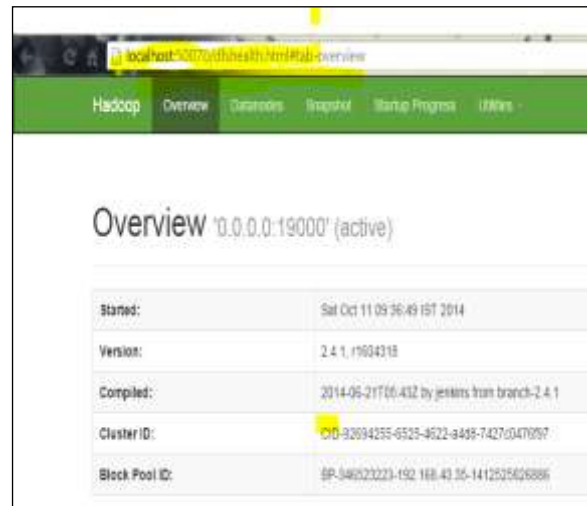 localhost:50070/dfshealth.html#tab-overview
Hadoop Overview Datanodes Snapshot Startup Progress Utilities
Overview '0.0.0.0:19000' (active)
Started: Sat Oct 11 09:36:49 IST 2014
Version: 2.4.1, r1604318
Compiled: 2014-06-21T05:43Z by jenkins from branch-2.4.1
Cluster ID:
Block Pool ID: